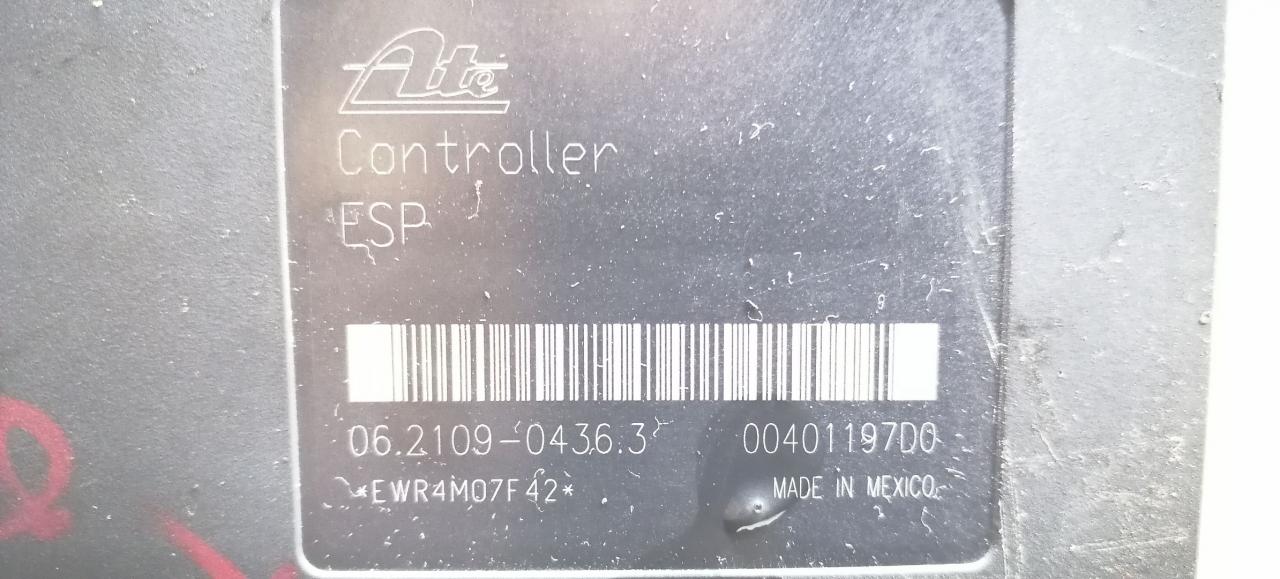 Ate
Controller
ESP
06.2109-0436.3 00401197D0
*EWR4M07F42*
MADE IN MEXICO